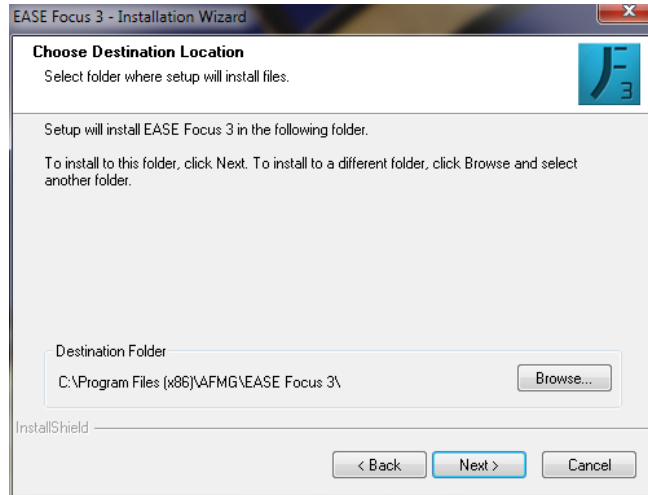 EASE Focus 3 - Installation Wizard
Choose Destination Location
Select folder where setup will install files.
3
Setup will install EASE Focus 3 in the following folder.
To install to this folder, click Next. To install to a different folder, click Browse and select
another folder.
Destination Folder
C:\Program Files (x86)\AFMG\EASE Focus 3\
Browse...
InstallShield
< Back
Next >
Cancel